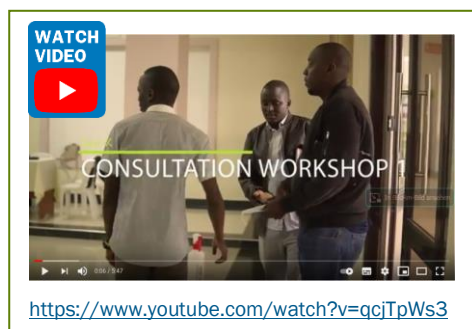 WATCH
VIDEO
CONSULTATION WORKSHOP 1
0:06 / 5:47
https://www.youtube.com/watch?v=qcjTpWs3